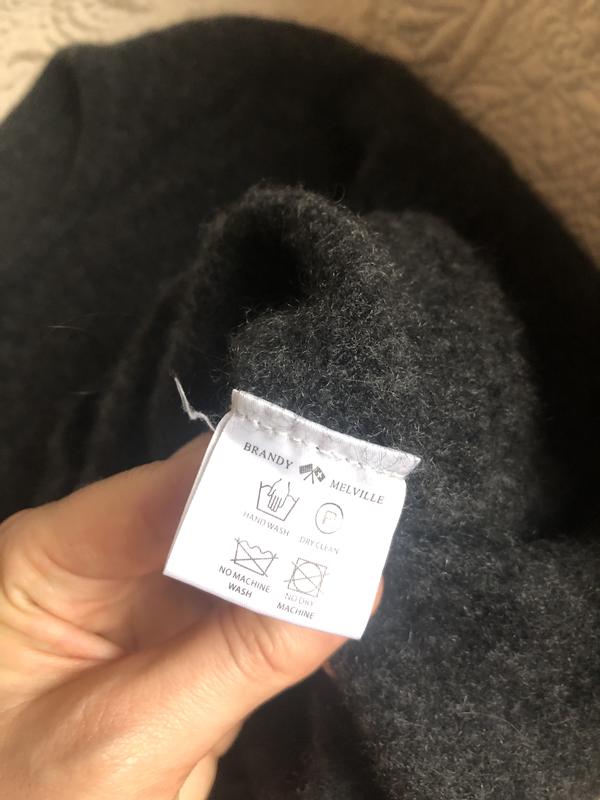 BRANDY MELVILLE
HAND WASH
P
DRY CLEAN
NO MACHINE
WASH
NO DRY
MACHINE